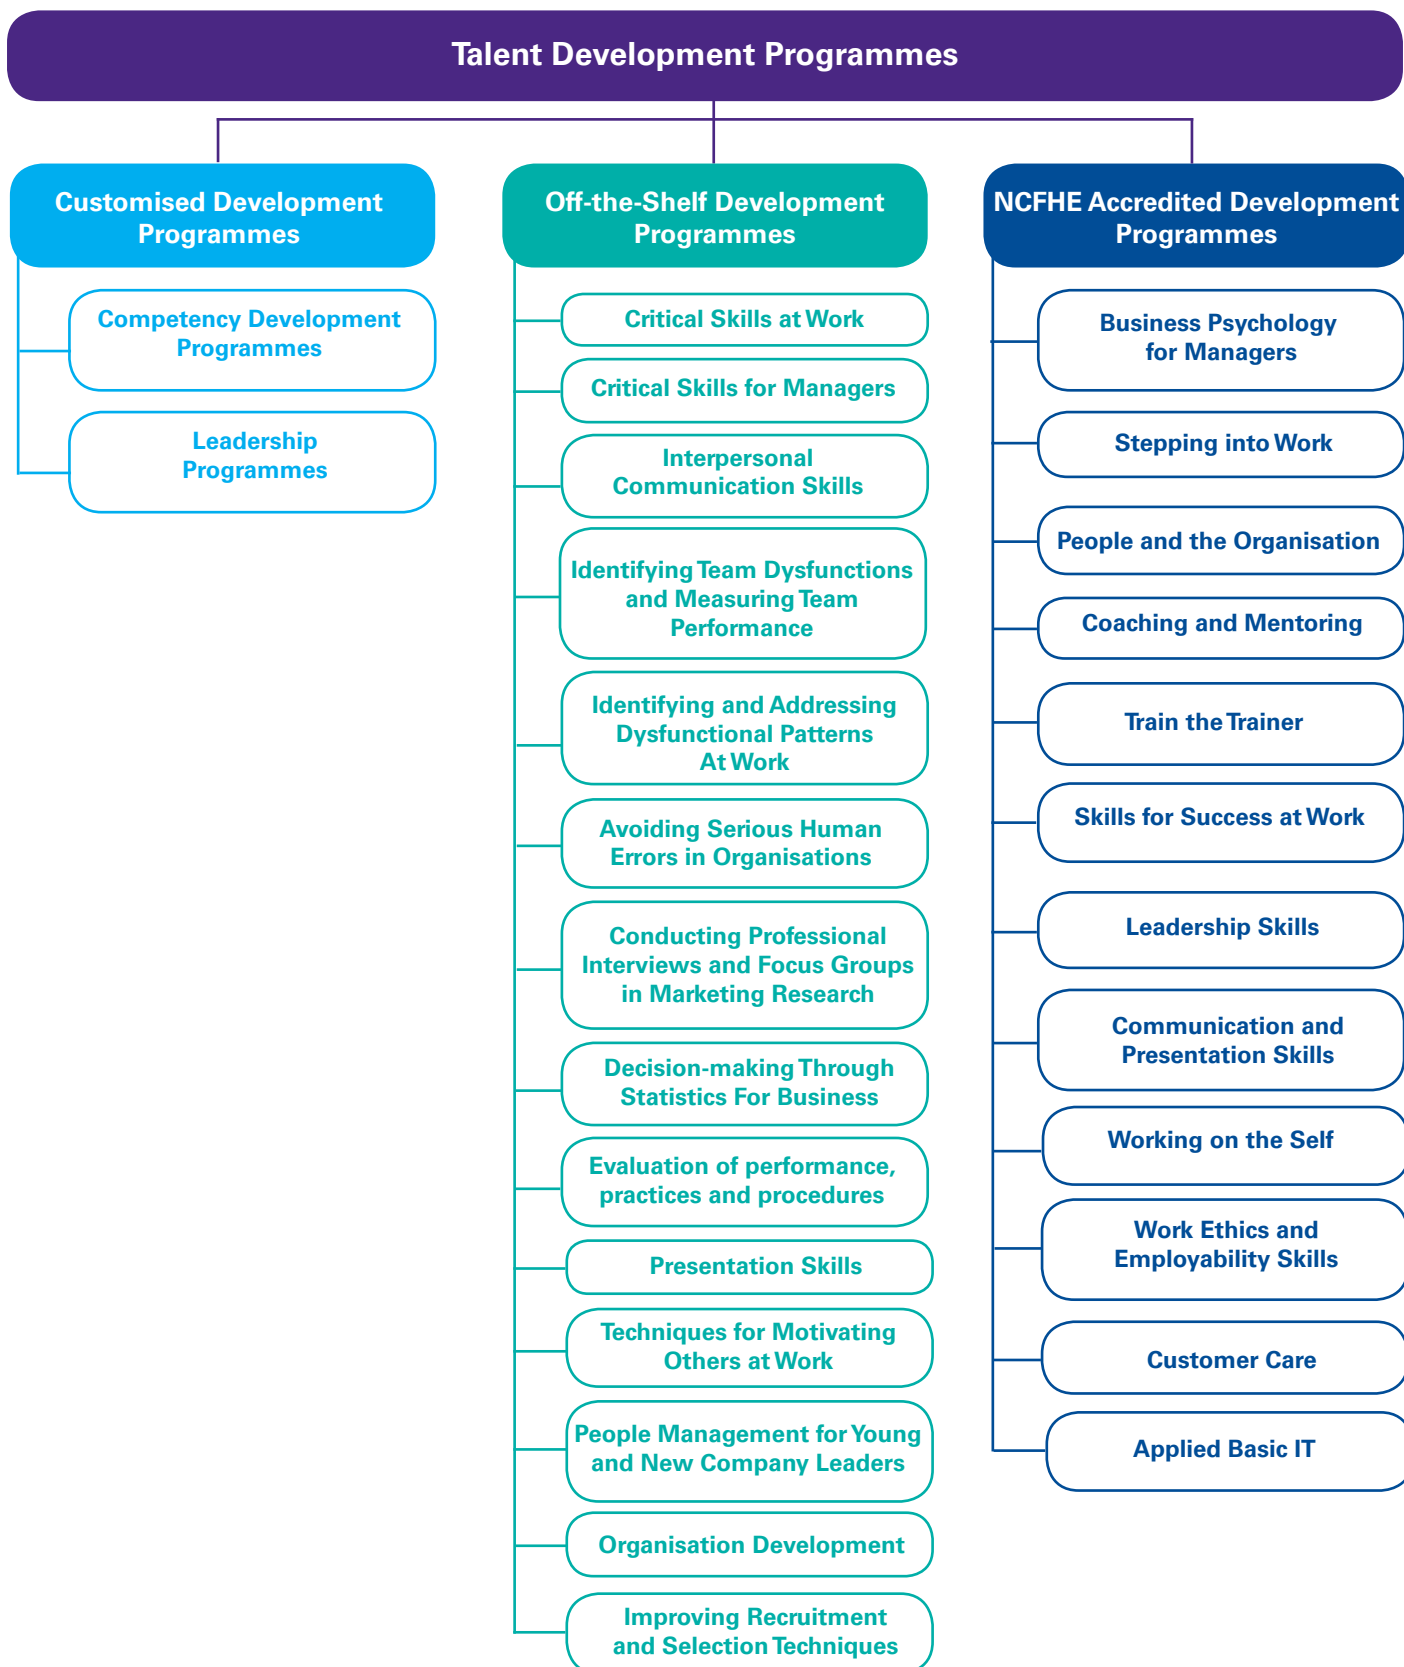 Talent Development Programmes
Customised Development
Programmes
Competency Development
Programmes
Leadership
Programmes
Off-the-Shelf Development
Programmes
Critical Skills at Work
Critical Skills for Managers
Interpersonal
Communication Skills
Identifying Team Dysfunctions
and Measuring Team
Performance
Identifying and Addressing
Dysfunctional Patterns
At Work
Avoiding Serious Human
Errors in Organisations
Conducting Professional
Interviews and Focus Groups
in Marketing Research
Decision-making Through
Statistics For Business
Evaluation of performance,
practices and procedures
Presentation Skills
Techniques for Motivating
Others at Work
People Management for Young
and New Company Leaders
Organisation Development
Improving Recruitment
and Selection Techniques
NCFHE Accredited Development
Programmes
Business Psychology
for Managers
Stepping into Work
People and the Organisation
Coaching and Mentoring
Train the Trainer
Skills for Success at Work
Leadership Skills
Communication and
Presentation Skills
Working on the Self
Work Ethics and
Employability Skills
Customer Care
Applied Basic IT